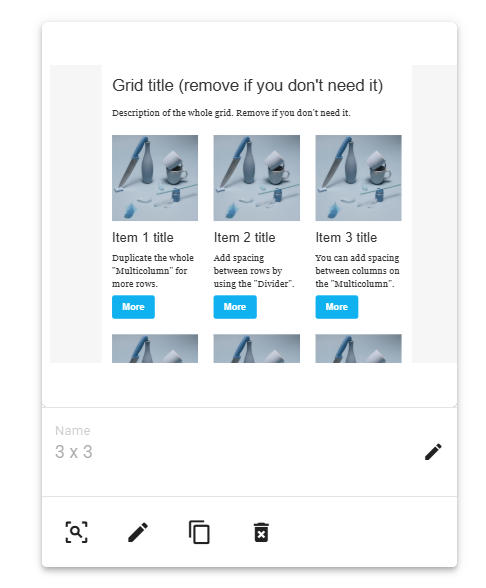 Grid title (remove if you don't need it)
Description of the whole grid. Remove if you don't need it.
Item 1 title
Duplicate the whole
"Multicolumn" for
more rows.
More
Item 2 title
Add spacing
between rows by
using the "Divider".
More
Item 3 title
You can add spacing
between columns on
the "Multicolumn".
More
Name
3 x 3